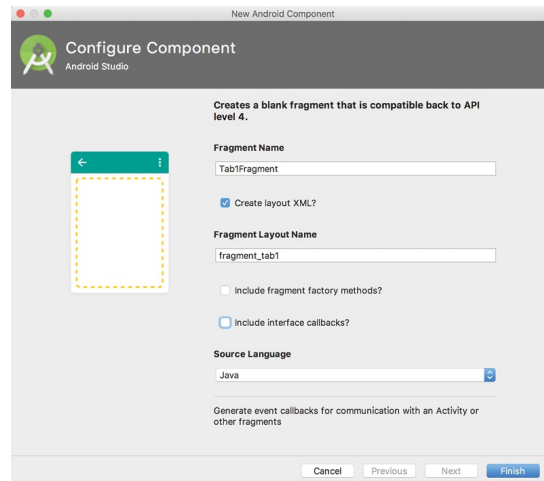 New Android Component
Configure Component
Android Studio
Creates a blank fragment that is compatible back to API
level 4.
Fragment Name
Tab1Fragment
Create layout XML?
Fragment Layout Name
fragment_tab1
Include fragment factory methods?
Include interface callbacks?
Source Language
Java
Generate event callbacks for communication with an Activity or
other fragments
Cancel
Previous
Next
Finish